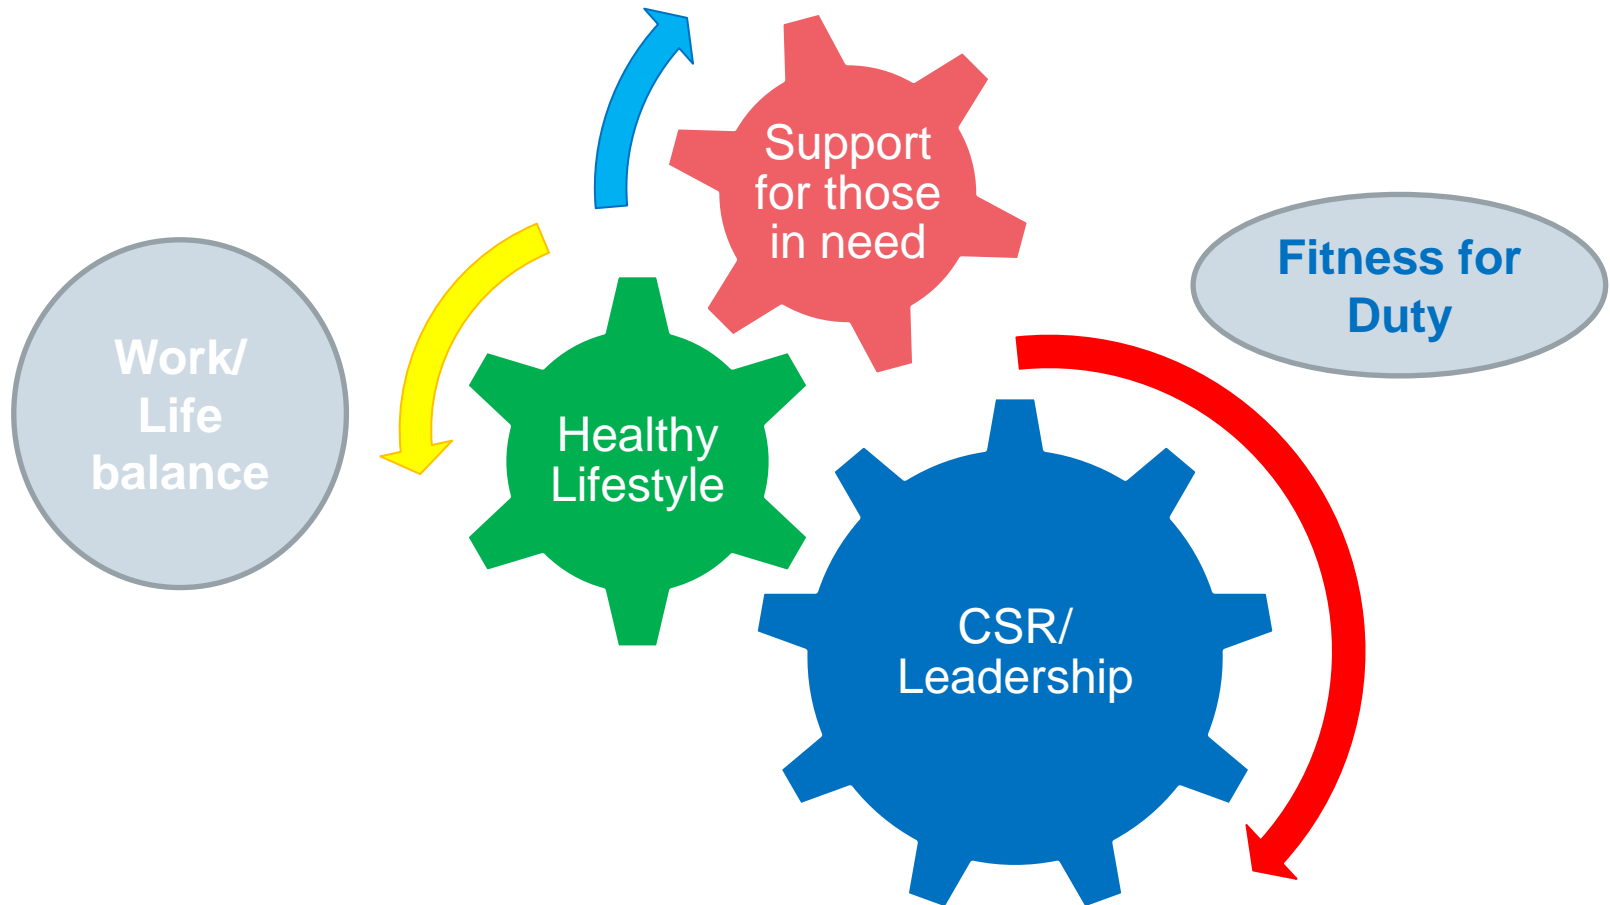 Support
for those
in need
Fitness for
Duty
Work/
Life
balance
Healthy
Lifestyle
CSR/
Leadership